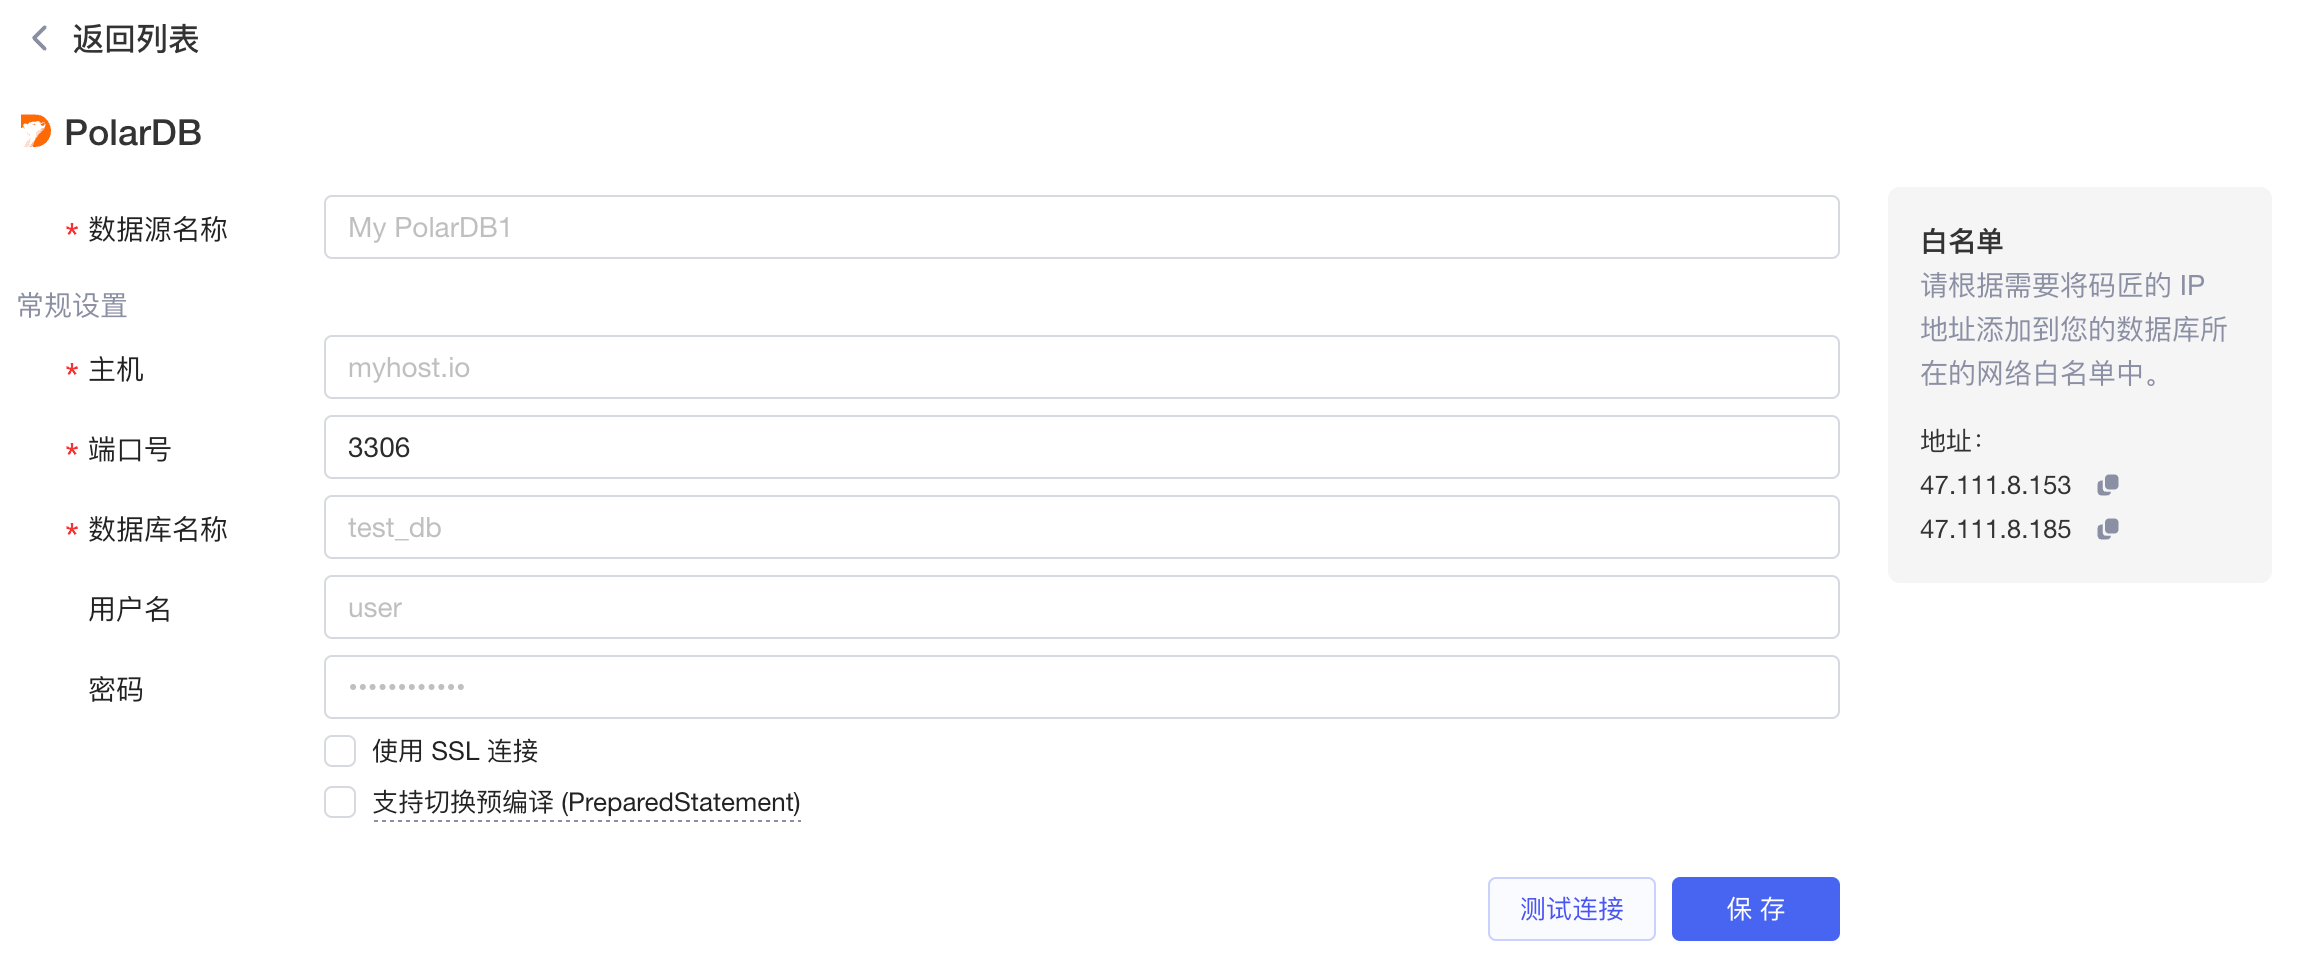 返回列表
PolarDB
* 数据源名称
My PolarDB1
常规设置
* 主机
myhost.io
* 端口号
3306
* 数据库名称
test_db
用户名
user
密码
••••••••••••
使用 SSL 连接
支持切换预编译 (PreparedStatement)
测试连接
保 存
白名单
请根据需要将码匠的 IP
地址添加到您的数据库所
在的网络白名单中。
地址：
47.111.8.153
47.111.8.185